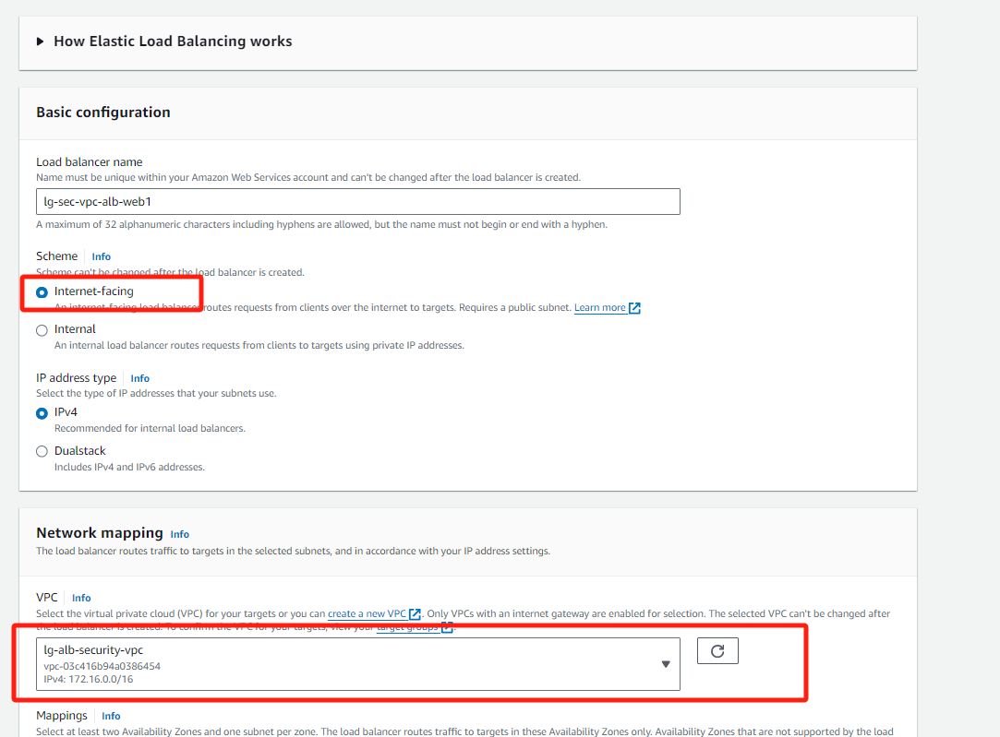 How Elastic Load Balancing works
Basic configuration
Load balancer name
Name must be unique within your Amazon Web Services account and can't be changed after the load balancer is created.
lg-sec-vpc-alb-web1
A maximum of 32 alphanumeric characters including hyphens are allowed, but the name must not begin or end with a hyphen.
Scheme Info
Scheme can't be changed after the load balancer is created.
Internet-facing
An internet-facing load balancer routes requests from clients over the internet to targets. Requires a public subnet. Learn more
Internal
An internal load balancer routes requests from clients to targets using private IP addresses.
IP address type Info
Select the type of IP addresses that your subnets use.
IPv4
Recommended for internal load balancers.
Dualstack
Includes IPv4 and IPv6 addresses.
Network mapping Info
The load balancer routes traffic to targets in the selected subnets, and in accordance with your IP address settings.
VPC Info
Select the virtual private cloud (VPC) for your targets or you can create a new VPC. Only VPCs with an internet gateway are enabled for selection. The selected VPC can't be changed after
the load balancer is created. To confirm the VPC for your targets, view your target groups.
lg-alb-security-vpc
vpc-03c416b94a0386454
IPv4: 172.16.0.0/16
Mappings Info
Select at least two Availability Zones and one subnet per zone. The load balancer routes traffic to targets in these Availability Zones only. Availability Zones that are not supported by the load